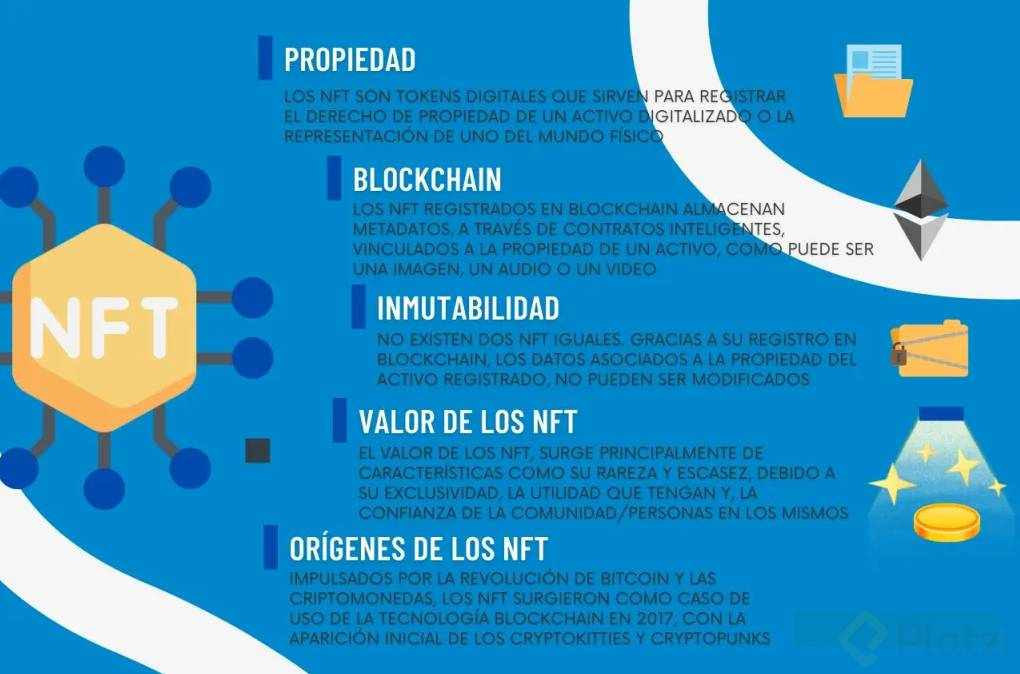 PROPIEDAD
LOS NFT SON TOKENS DIGITALES QUE SIRVEN PARA REGISTRAR
EL DERECHO DE PROPIEDAD DE UN ACTIVO DIGITALIZADO O LA
REPRESENTACIÓN DE UNO DEL MUNDO FÍSICO
BLOCKCHAIN
LOS NFT REGISTRADOS EN BLOCKCHAIN ALMACENAN
METADATOS, A TRAVÉS DE CONTRATOS INTELIGENTES,
VINCULADOS A LA PROPIEDAD DE UN ACTIVO, COMO PUEDE SER
UNA IMAGEN, UN AUDIO O UN VIDEO
NFT
INMUTABILIDAD
NO EXISTEN DOS NFT IGUALES. GRACIAS A SU REGISTRO EN
BLOCKCHAIN, LOS DATOS ASOCIADOS A LA PROPIEDAD DEL
ACTIVO REGISTRADO, NO PUEDEN SER MODIFICADOS
VALOR DE LOS NFT
EL VALOR DE LOS NFT, SURGE PRINCIPALMENTE DE
CARACTERÍSTICAS COMO SU RAREZA Y ESCASEZ, DEBIDO A
SU EXCLUSIVIDAD, LA UTILIDAD QUE TENGAN Y, LA
CONFIANZA DE LA COMUNIDAD/PERSONAS EN LOS MISMOS
ORÍGENES DE LOS NFT
IMPULSADOS POR LA REVOLUCIÓN DE BITCOIN Y LAS
CRIPTOMONEDAS, LOS NFT SURGIERON COMO CASO DE
USO DE LA TECNOLOGÍA BLOCKCHAIN EN 2017, CON LA
APARICIÓN INICIAL DE LOS CRYPTOKITTIES Y CRYPTOPUNKS
Platzi